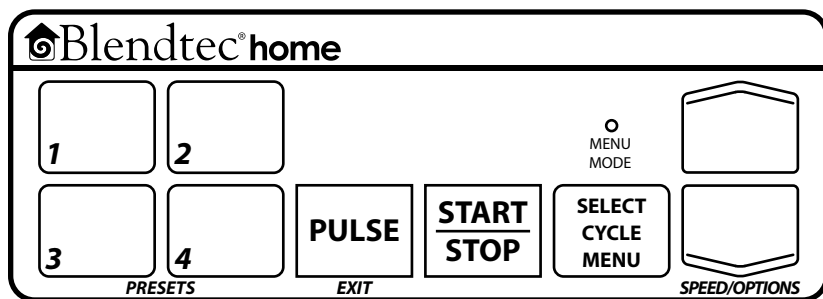 Blendtec® home
1
2
MENU
MODE
3
4
PULSE
START
STOP
SELECT
CYCLE
MENU
PRESETS
EXIT
SPEED/OPTIONS